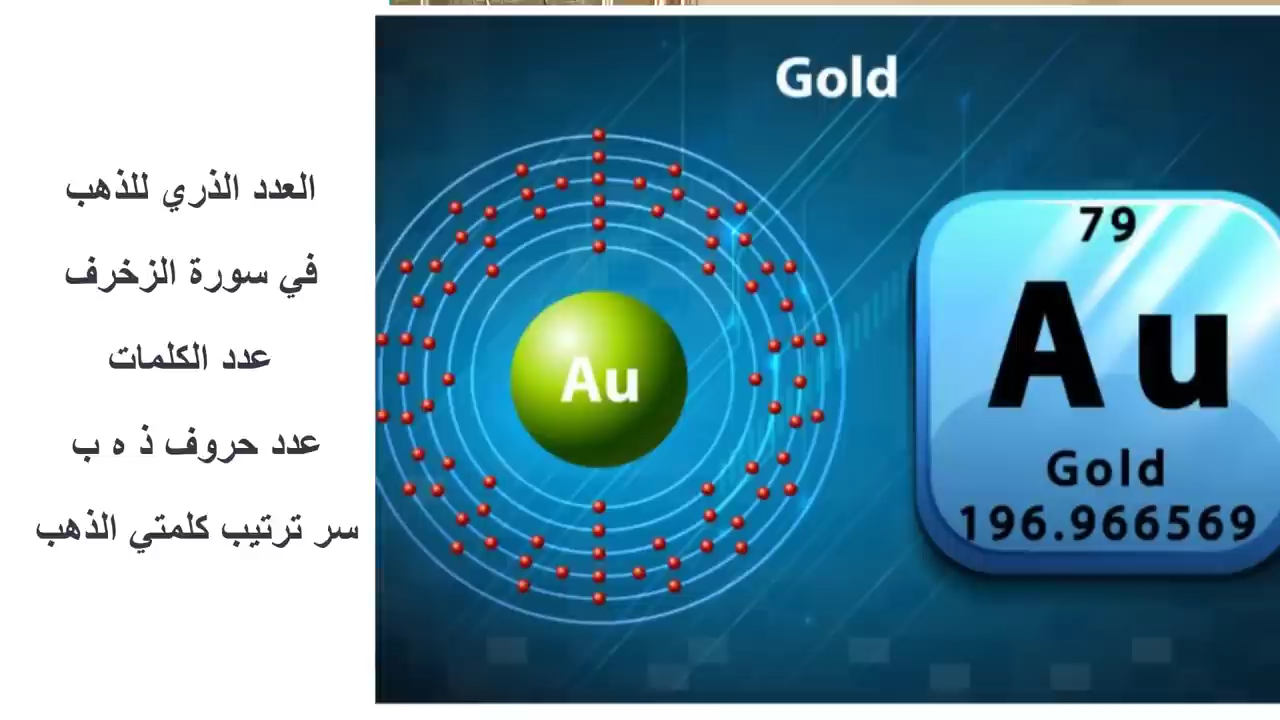 العدد الذري للذهب
في سورة الزخرف
عدد الكلمات
عدد حروف ذ ه ب
سر ترتيب كلمتي الذهب
Gold
Au
79
Au
Gold
196.966569